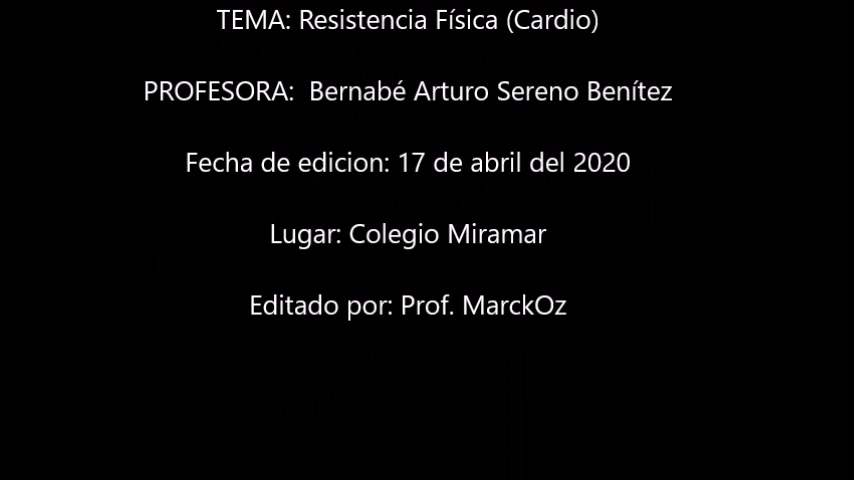 TEMA: Resistencia Física (Cardio)
PROFESORA:  Bernabé Arturo Sereno Benítez
Fecha de edicion: 17 de abril del 2020
Lugar: Colegio Miramar
Editado por: Prof. MarckOz